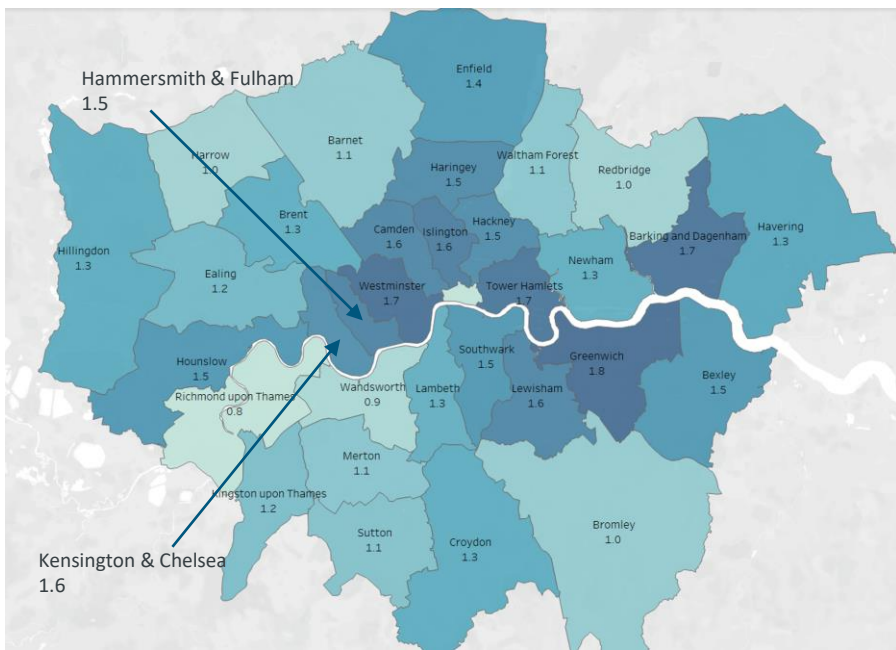 Hammersmith & Fulham
1.5
Enfield
1.4
Harrow
1.0
Barnet
1.1
Haringey
1.5
Waltham Forest
1.1
Redbridge
1.0
Hillingdon
1.3
Brent
1.3
Camden
1.6
Islington
1.6
Hackney
1.5
Barking and Dagenham
1.7
Havering
1.3
Ealing
1.2
Westminster
1.7
Tower Hamlets
1.7
Newham
1.3
Hounslow
1.5
Richmond upon Thames
0.8
Wandsworth
0.9
Lambeth
1.3
Southwark
1.5
Lewisham
1.6
Greenwich
1.8
Bexley
1.5
Merton
1.1
Kingston upon Thames
1.2
Sutton
1.1
Croydon
1.3
Bromley
1.0
Kensington & Chelsea
1.6